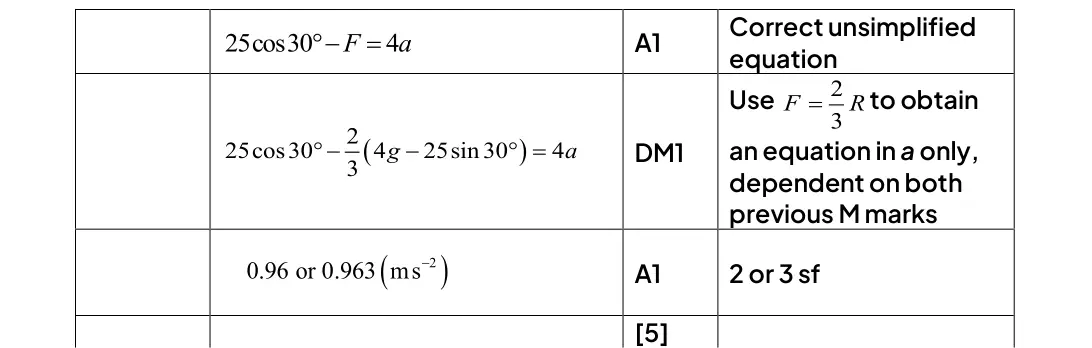 25cos30° − F = 4a
A1
Correct unsimplified
equation
25cos30° − 2/3(4g − 25sin30°) = 4a
DM1
Use F = 2/3 R to obtain
an equation in a only,
dependent on both
previous M marks
0.96 or 0.963 (m s⁻²)
A1
2 or 3 sf
[5]